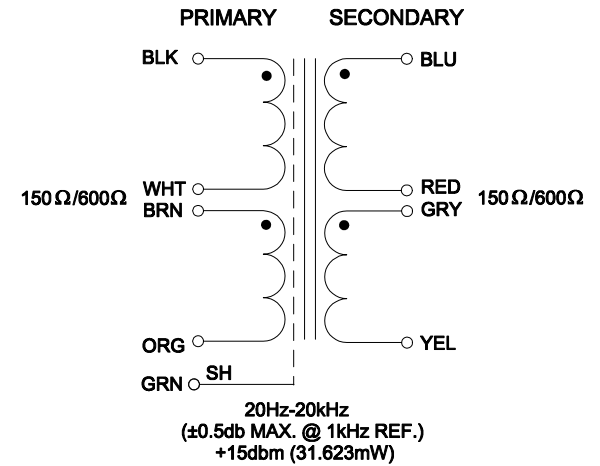 PRIMARY SECONDARY
BLK BLU
WHT RED
150Ω/600Ω 150Ω/600Ω
BRN GRY
ORG YEL
GRN SH
20Hz-20kHz
(±0.5db MAX. @ 1kHz REF.)
+15dbm (31.623mW)